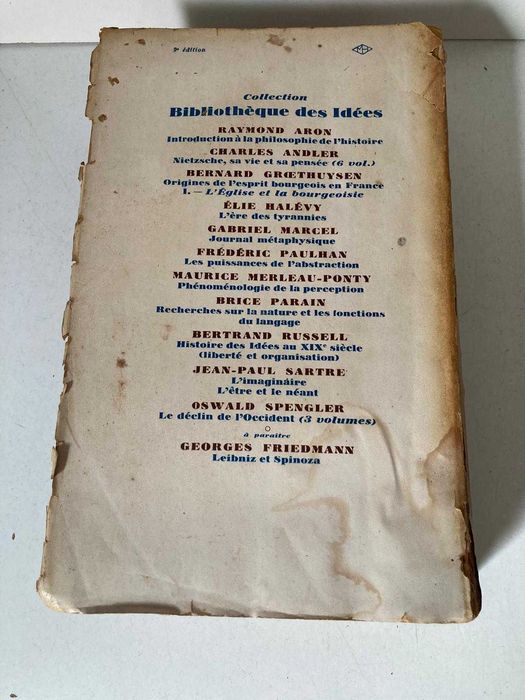 9e édition
Collection
Bibliothèque des Idées
RAYMOND ARON
Introduction à la philosophie de l'histoire
CHARLES ANDLER
Nietzsche, sa vie et sa pensée (6 vol.)
BERNARD GRŒTHUYSEN
Origines de l'esprit bourgeois en France
I. — L'Église et la bourgeoisie
ÉLIE HALÉVY
L'ère des tyrannies
GABRIEL MARCEL
Journal métaphysique
FRÉDÉRIC PAULHAN
Les puissances de l'abstraction
MAURICE MERLEAU-PONTY
Phénoménologie de la perception
BRICE PARAIN
Recherches sur la nature et les fonctions
du langage
BERTRAND RUSSELL
Histoire des Idées au XIXe siècle
(liberté et organisation)
JEAN-PAUL SARTRE
L'imaginaire
L'être et le néant
OSWALD SPENGLER
Le déclin de l'Occident (3 volumes)
à paraître
GEORGES FRIEDMANN
Leibniz et Spinoza